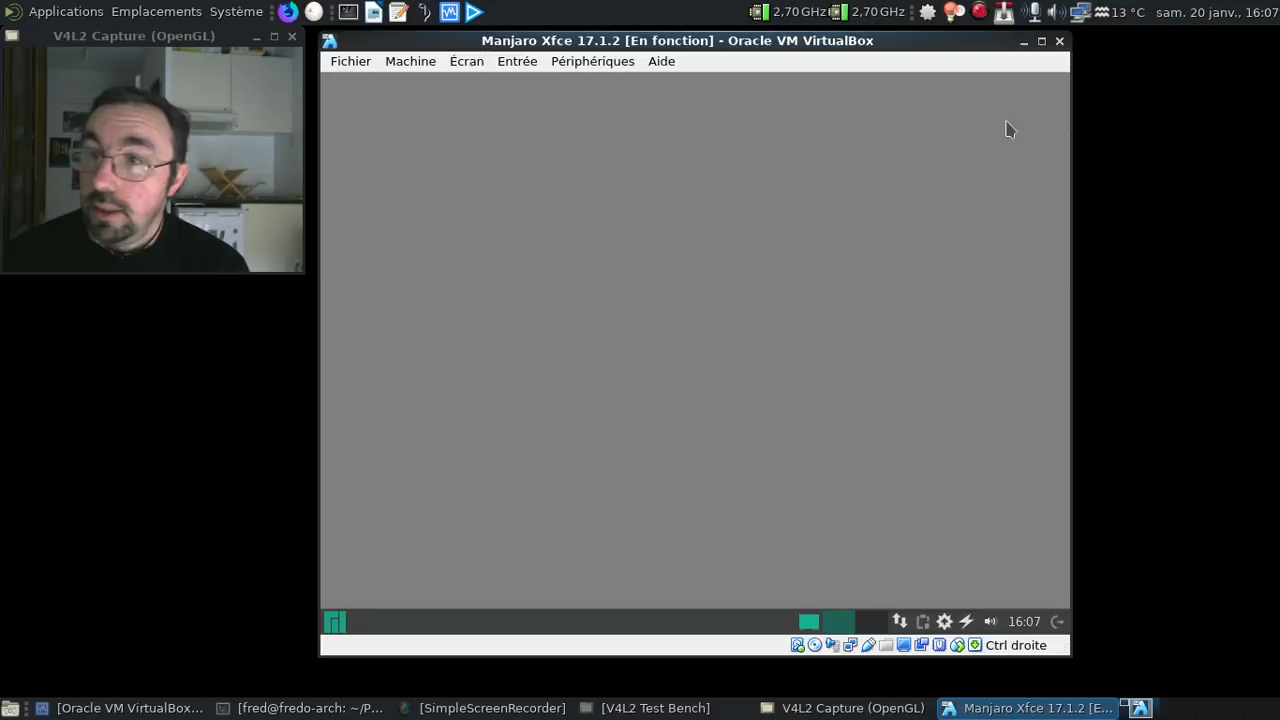 Applications Emplacements Système 2,70 GHz 2,70 GHz 13 °C sam. 20 janv., 16:07
V4L2 Capture (OpenGL)
Manjaro Xfce 17.1.2 [En fonction] - Oracle VM VirtualBox
Fichier Machine Écran Entrée Périphériques Aide
16:07
Ctrl droite
[Oracle VM VirtualBox... [fred@fredo-arch: ~/P... [SimpleScreenRecorder] [V4L2 Test Bench] V4L2 Capture (OpenGL) Manjaro Xfce 17.1.2 [E...